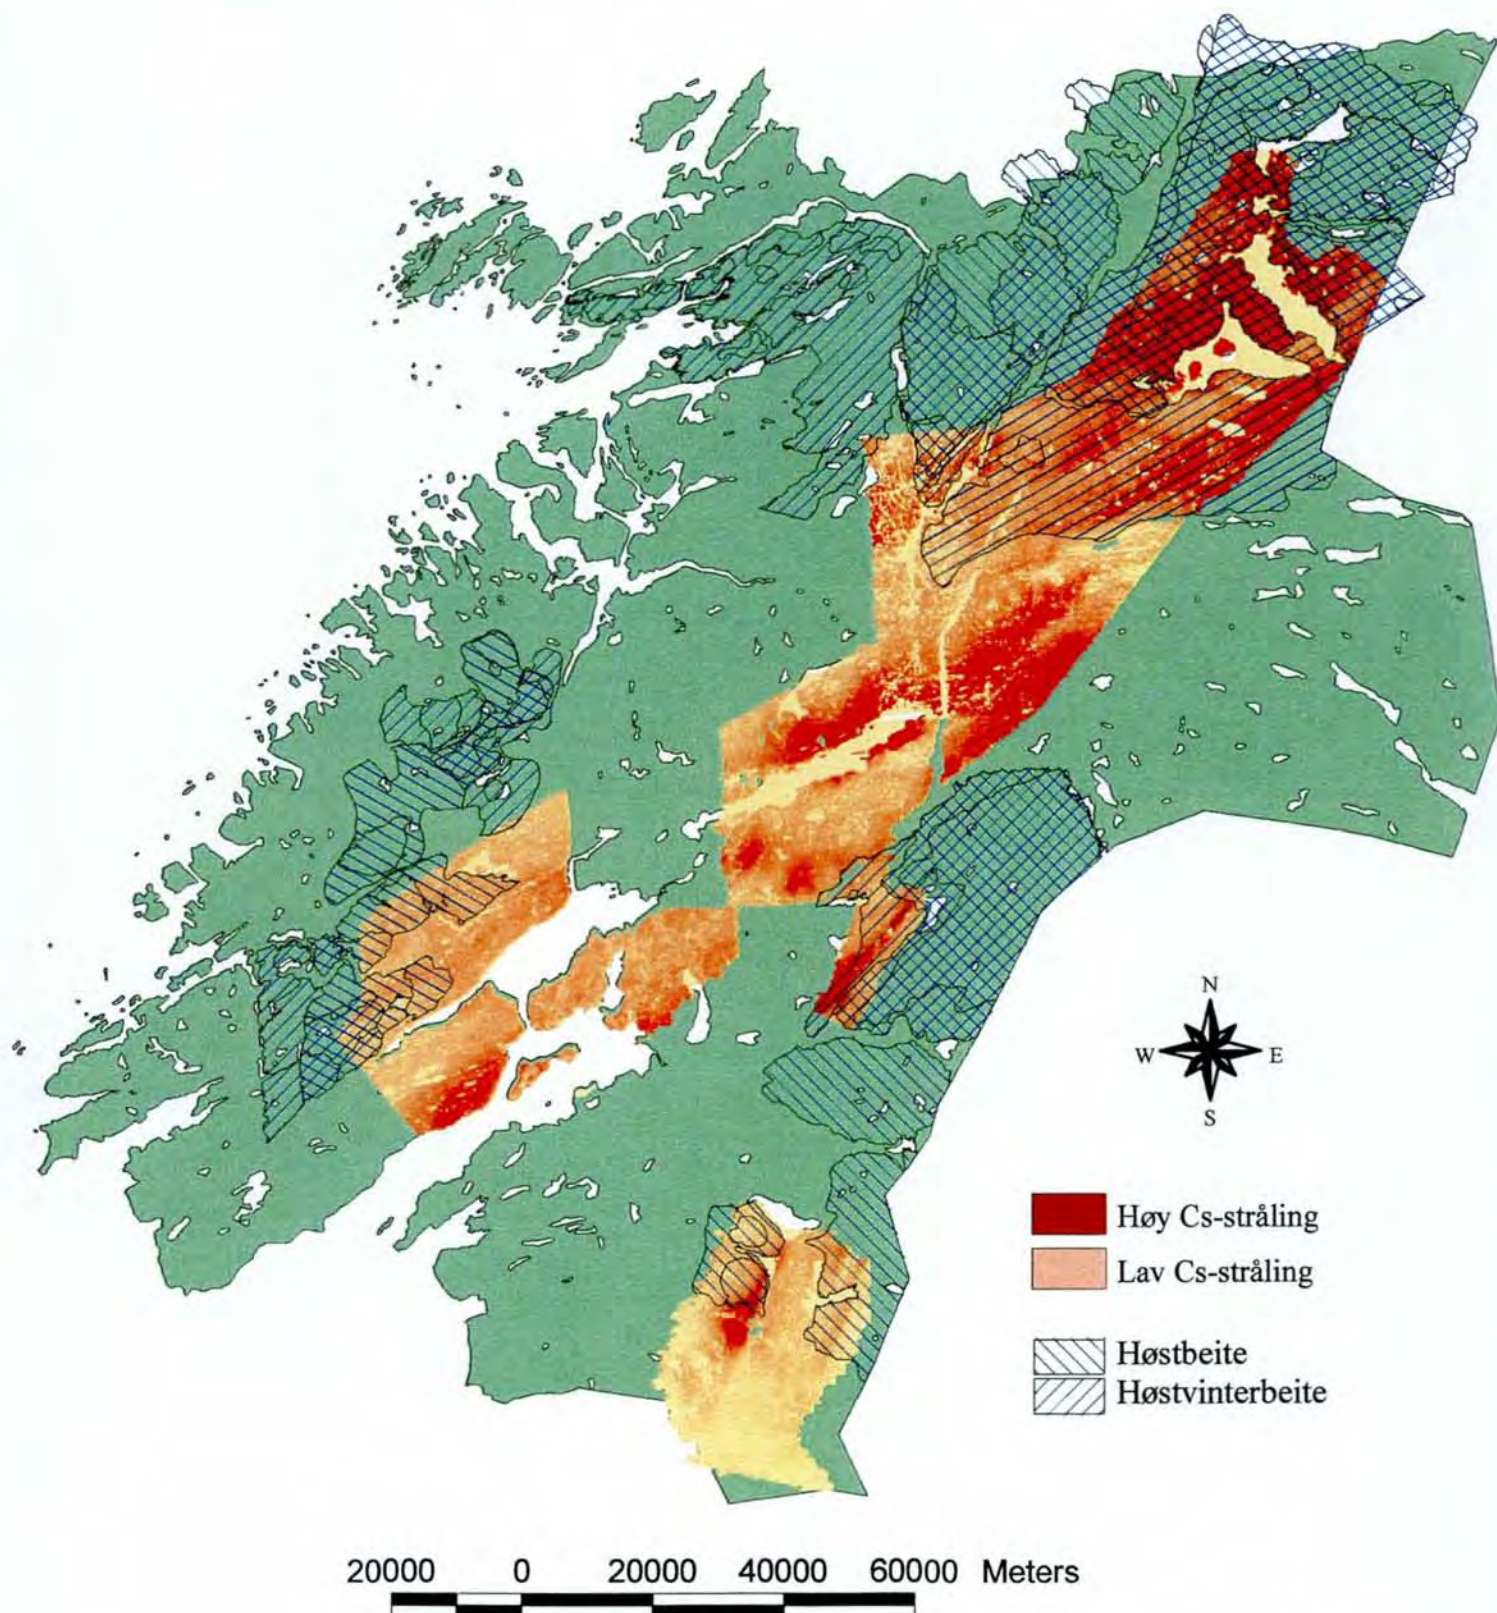 N
W E
S
Høy Cs-stråling
Lav Cs-stråling
Høstbeite
Høstvinterbeite
20000 0 20000 40000 60000 Meters